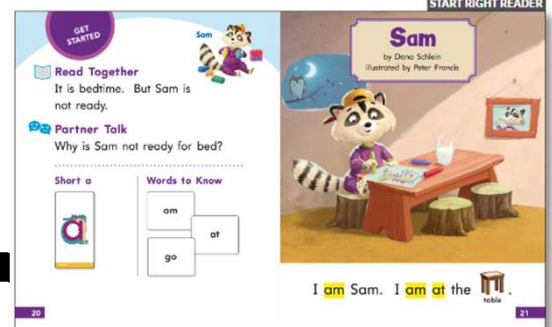 START RIGHT READER
GET
STARTED
Sam
Read Together
It is bedtime. But Sam is
not ready.
Partner Talk
Why is Sam not ready for bed?
Short a
a
Words to Know
am
at
go
20
Sam
by Dana Schlein
illustrated by Peter Francis
I am Sam. I am at the table.
21